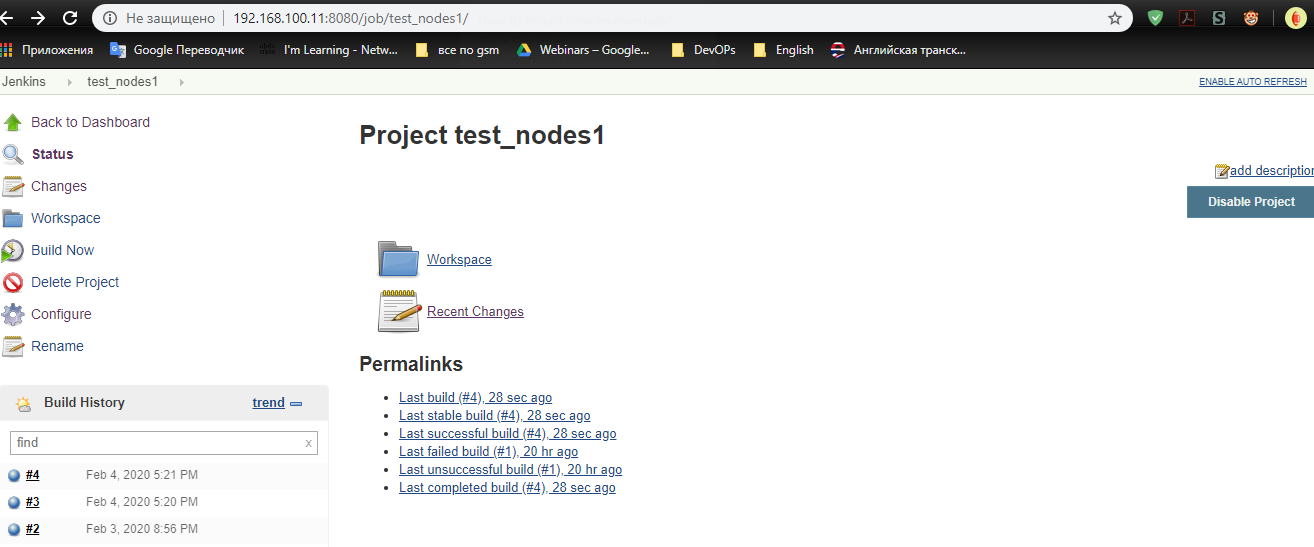 Не защищено 192.168.100.11:8080/job/test_nodes1/
Приложения Google Переводчик I'm Learning - Netw... все по gsm Webinars – Google... DevOPs English Английская транск...
Jenkins test_nodes1 ENABLE AUTO REFRESH
Back to Dashboard
Status
Changes
Workspace
Build Now
Delete Project
Configure
Rename
Project test_nodes1
add description
Disable Project
Workspace
Recent Changes
Permalinks
Last build (#4), 28 sec ago
Last stable build (#4), 28 sec ago
Last successful build (#4), 28 sec ago
Last failed build (#1), 20 hr ago
Last unsuccessful build (#1), 20 hr ago
Last completed build (#4), 28 sec ago
Build History trend
find x
#4 Feb 4, 2020 5:21 PM
#3 Feb 4, 2020 5:20 PM
#2 Feb 3, 2020 8:56 PM